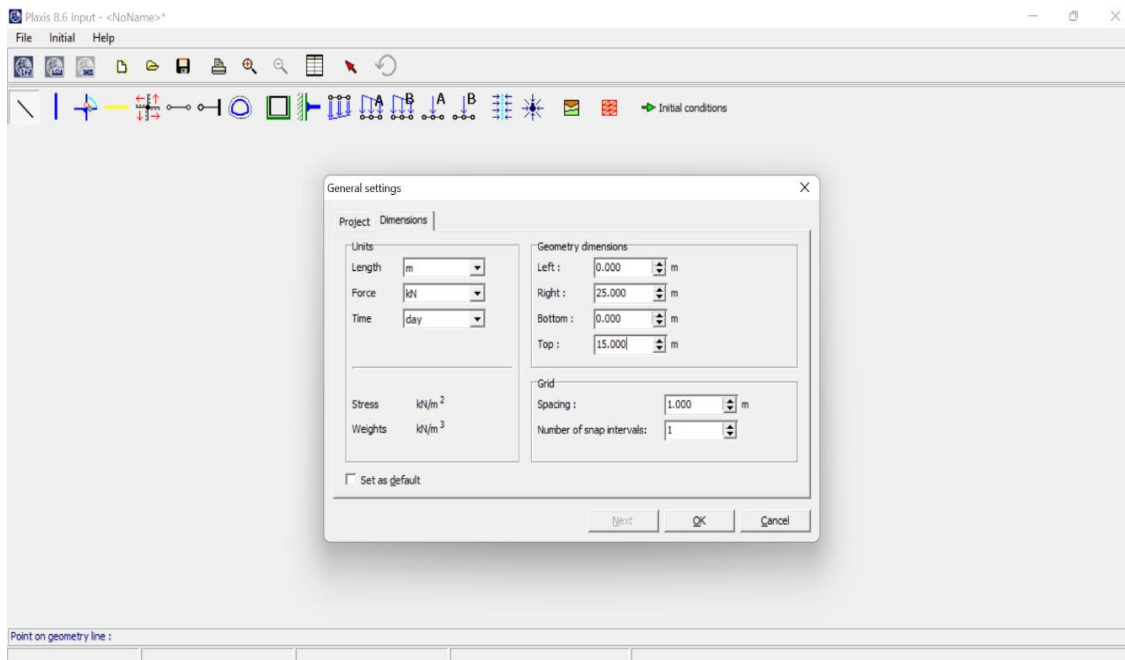 Plaxis 8.6 Input - <NoName>*
File Initial Help
A B A B Initial conditions
General settings
Project Dimensions
Units
Length m
Force kN
Time day
Stress kN/m²
Weights kN/m³
Geometry dimensions
Left : 0.000 m
Right : 25.000 m
Bottom : 0.000 m
Top : 15.000 m
Grid
Spacing : 1.000 m
Number of snap intervals: 1
Set as default
Next OK Cancel
Point on geometry line :